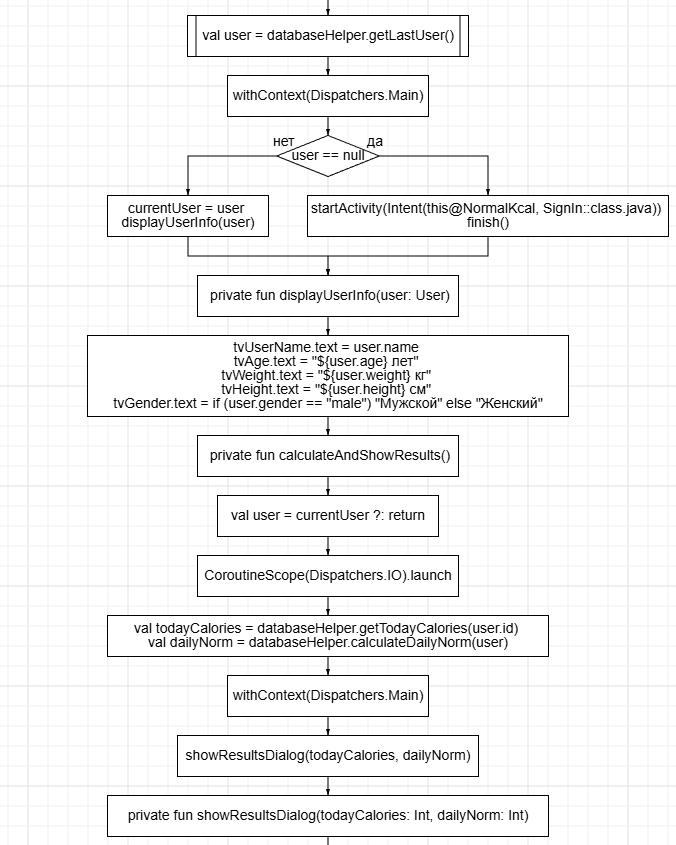 val user = databaseHelper.getLastUser()
withContext(Dispatchers.Main)
нет
да
user == null
currentUser = user
displayUserInfo(user)
startActivity(Intent(this@NormalKcal, SignIn::class.java))
finish()
private fun displayUserInfo(user: User)
tvUserName.text = user.name
tvAge.text = "${user.age} лет"
tvWeight.text = "${user.weight} кг"
tvHeight.text = "${user.height} см"
tvGender.text = if (user.gender == "male") "Мужской" else "Женский"
private fun calculateAndShowResults()
val user = currentUser ?: return
CoroutineScope(Dispatchers.IO).launch
val todayCalories = databaseHelper.getTodayCalories(user.id)
val dailyNorm = databaseHelper.calculateDailyNorm(user)
withContext(Dispatchers.Main)
showResultsDialog(todayCalories, dailyNorm)
private fun showResultsDialog(todayCalories: Int, dailyNorm: Int)